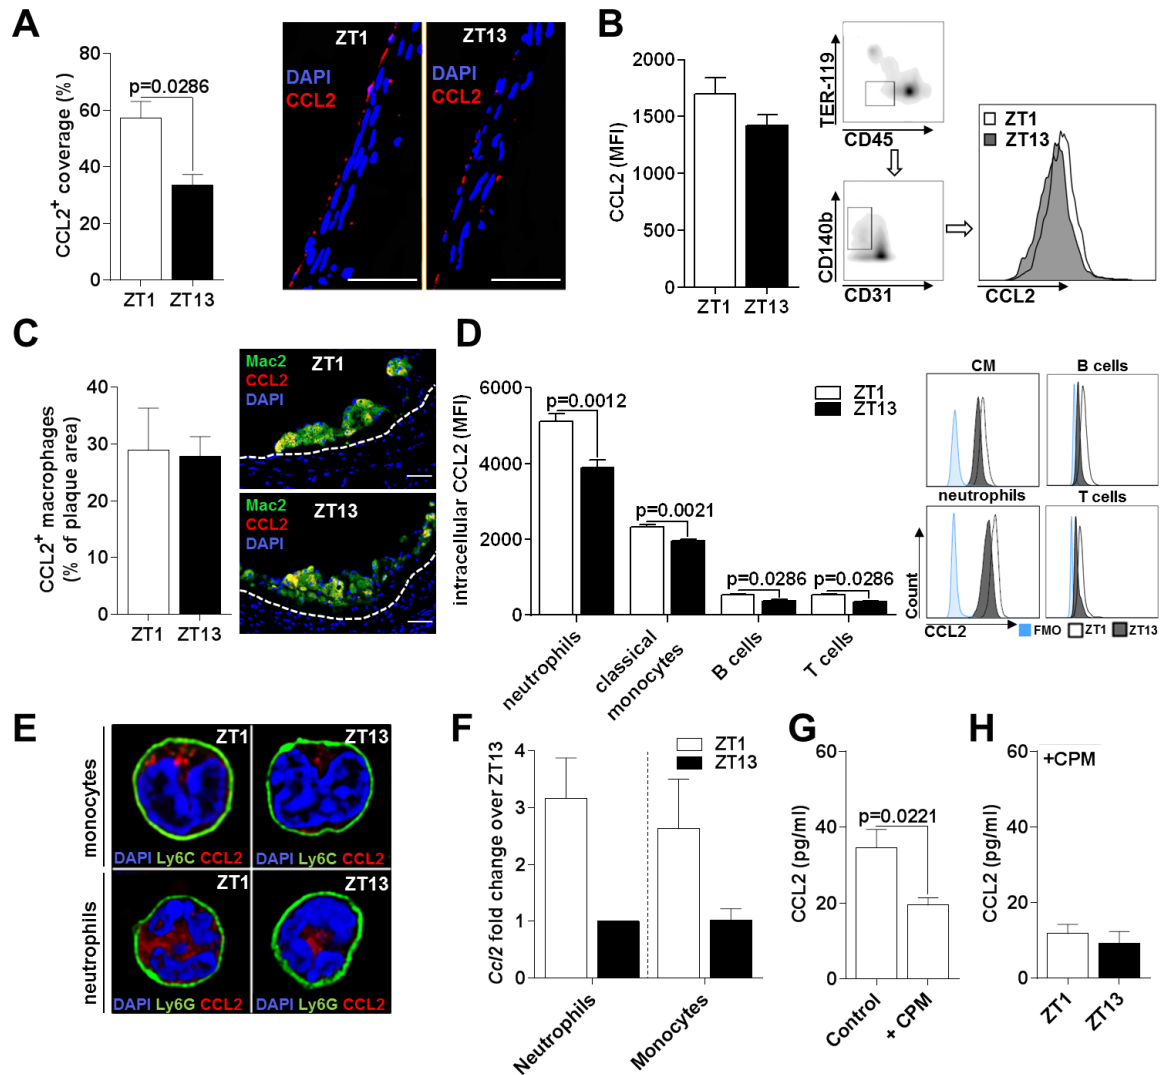 A
CCL2+ coverage (%)
80
60
40
20
0
p=0.0286
ZT1
ZT13
ZT1
DAPI
CCL2
ZT13
DAPI
CCL2
B
CCL2 (MFI)
2000
1500
1000
500
0
ZT1
ZT13
TER-119
CD45
CD140b
CD31
ZT1
ZT13
CCL2
C
CCL2+ macrophages
(% of plaque area)
40
30
20
10
0
ZT1
ZT13
Mac2
CCL2
DAPI
ZT1
Mac2
CCL2
DAPI
ZT13
D
intracellular CCL2 (MFI)
6000
4000
2000
0
p=0.0012
p=0.0021
p=0.0286
p=0.0286
ZT1
ZT13
neutrophils
classical
monocytes
B cells
T cells
CM
B cells
neutrophils
T cells
Count
CCL2
FMO
ZT1
ZT13
E
monocytes
neutrophils
ZT1
DAPI Ly6C CCL2
ZT13
DAPI Ly6C CCL2
ZT1
DAPI Ly6G CCL2
ZT13
DAPI Ly6G CCL2
F
Ccl2 fold change over ZT13
4
3
2
1
0
ZT1
ZT13
Neutrophils
Monocytes
G
CCL2 (pg/ml)
60
40
20
0
p=0.0221
Control
+ CPM
H
CCL2 (pg/ml)
60
40
20
0
+CPM
ZT1
ZT13